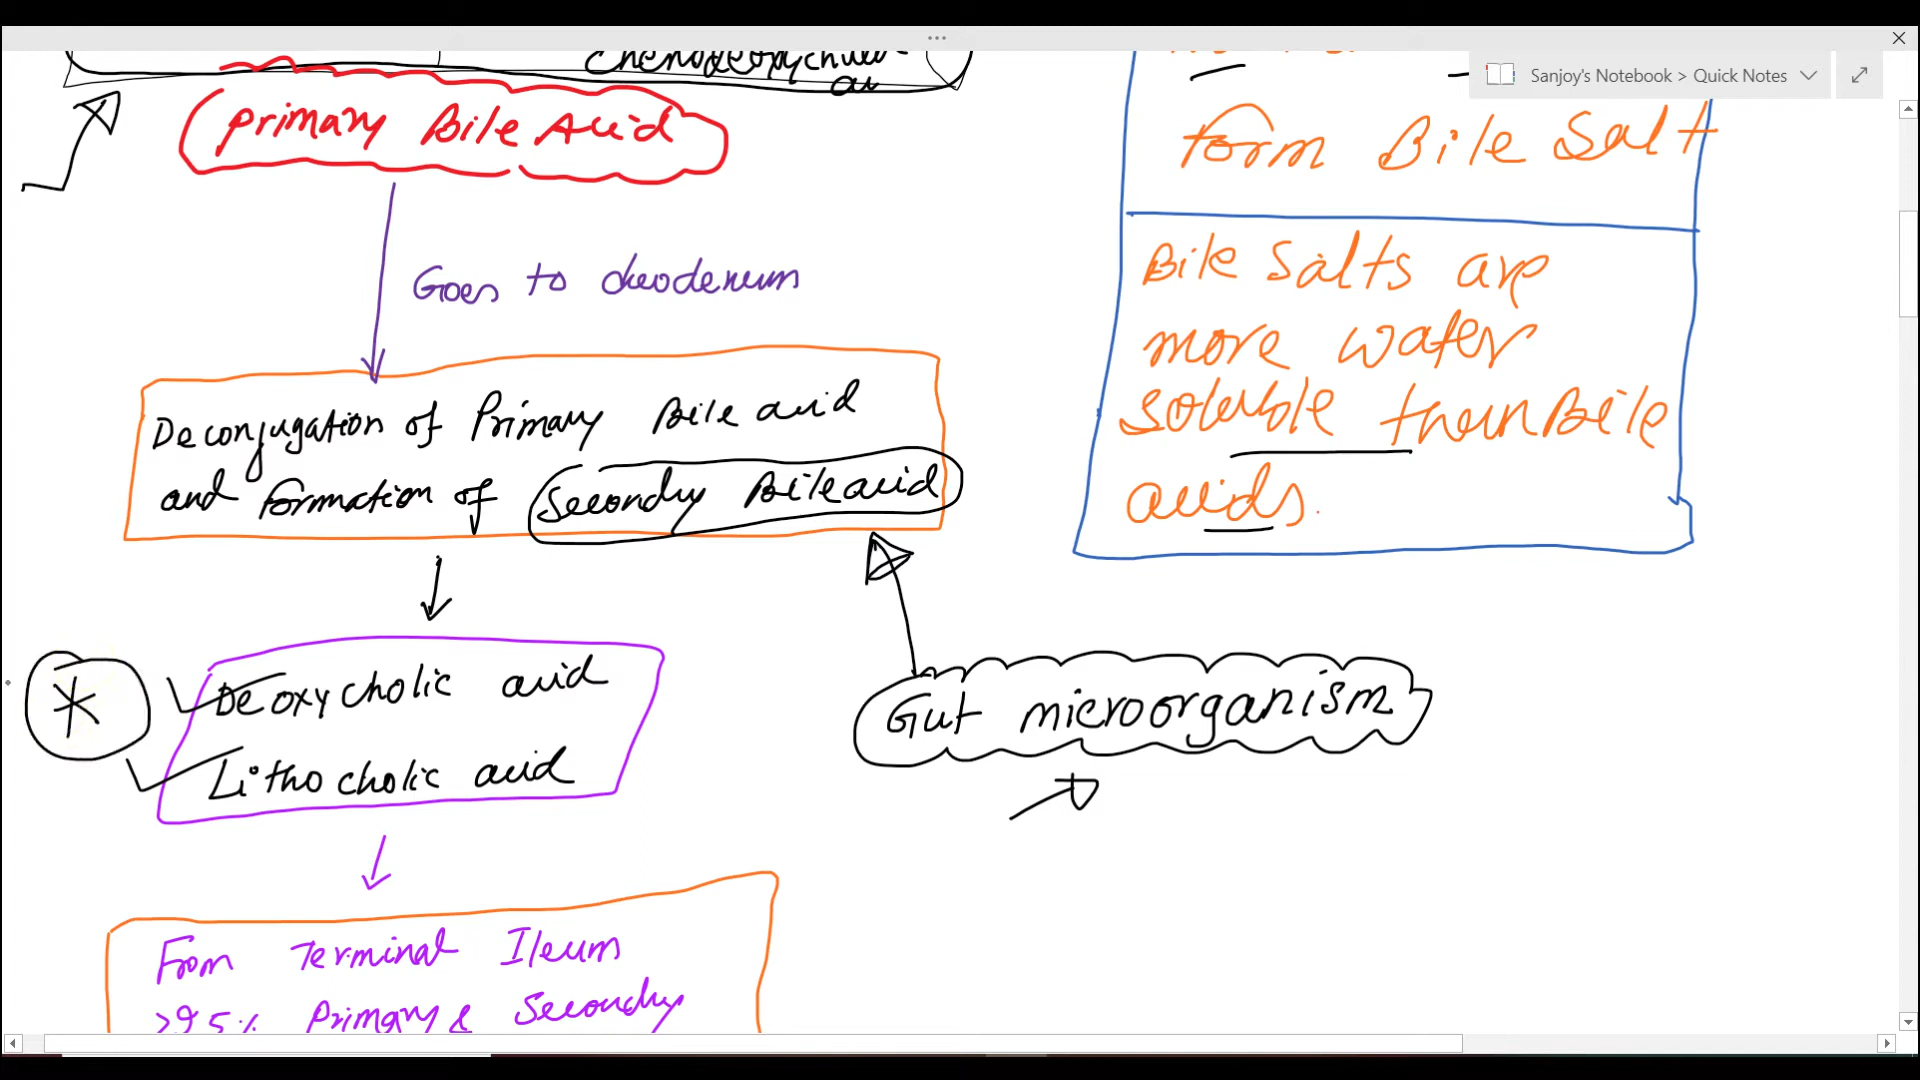 Sanjoy's Notebook > Quick Notes
Primary Bile Acid
Goes to duodenum
Deconjugation of Primary Bile acid
and formation of Secondry Bile acid
Deoxycholic acid
Lithocholic acid
From Terminal Ileum
>95% Primary & Secondry
form Bile Salt
Bile Salts are
more water
soluble then Bile
acids.
Gut microorganism